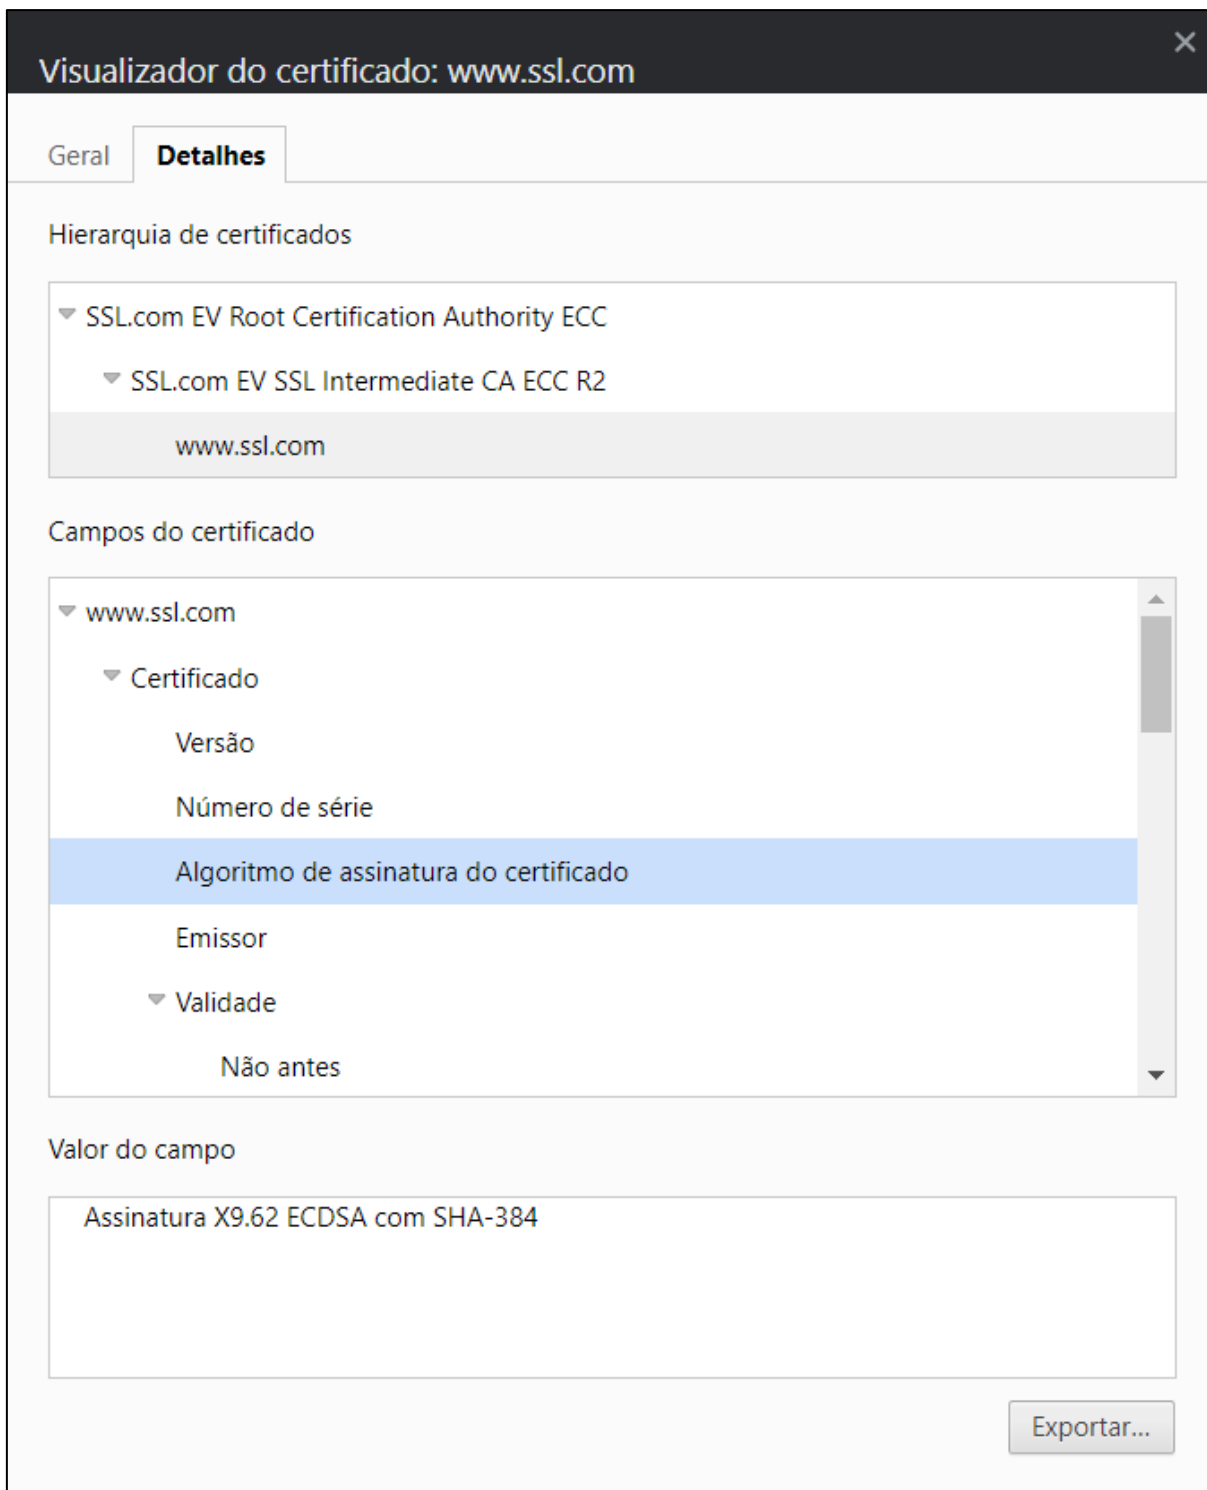 Visualizador do certificado: www.ssl.com
Geral
Detalhes
Hierarquia de certificados
SSL.com EV Root Certification Authority ECC
SSL.com EV SSL Intermediate CA ECC R2
www.ssl.com
Campos do certificado
www.ssl.com
Certificado
Versão
Número de série
Algoritmo de assinatura do certificado
Emissor
Validade
Não antes
Valor do campo
Assinatura X9.62 ECDSA com SHA-384
Exportar...